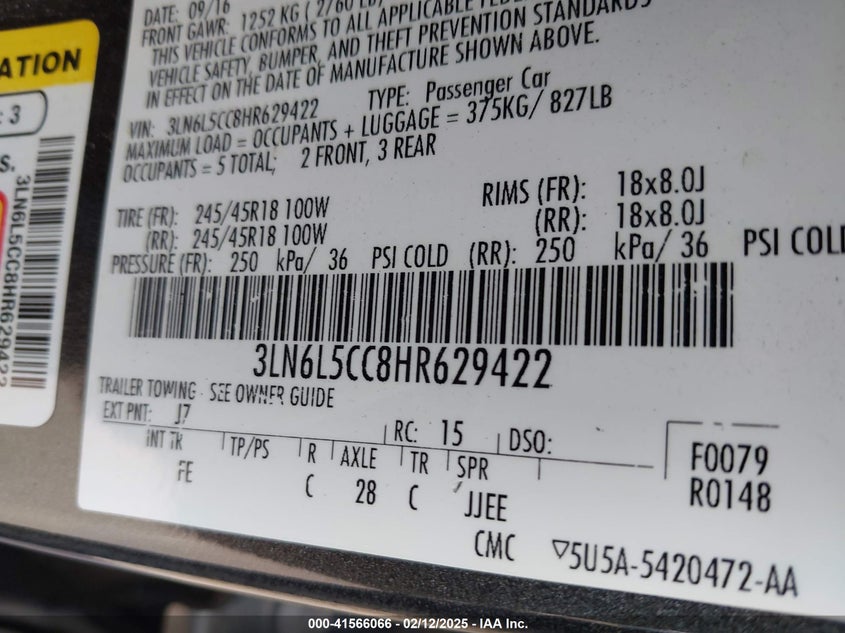 DATE: 09/16
FRONT GAWR: 1252 KG ( 2760 LB)
THIS VEHICLE CONFORMS TO ALL APPLICABLE
VEHICLE SAFETY, BUMPER, AND THEFT PREVENTION STANDARDS
IN EFFECT ON THE DATE OF MANUFACTURE SHOWN ABOVE.
VIN: 3LN6L5CC8HR629422 TYPE: Passenger Car
MAXIMUM LOAD = OCCUPANTS + LUGGAGE = 375KG/ 827LB
OCCUPANTS = 5 TOTAL; 2 FRONT, 3 REAR
RIMS (FR): 18x8.0J
TIRE (FR): 245/45R18 100W (RR): 18x8.0J
(RR): 245/45R18 100W
PRESSURE (FR): 250 kPa/ 36 PSI COLD (RR): 250 kPa/ 36 PSI COLD
3LN6L5CC8HR629422
TRAILER TOWING - SEE OWNER GUIDE
EXT PNT: J7 RC: 15 DSO:
INT TR TP/PS R AXLE TR SPR
FE C 28 C JJEE
F0079
R0148
CMC ▽5U5A-5420472-AA
ATION
: 3
S.
3LN6L5CC8HR629422
000-41566066 - 02/12/2025 - IAA Inc.